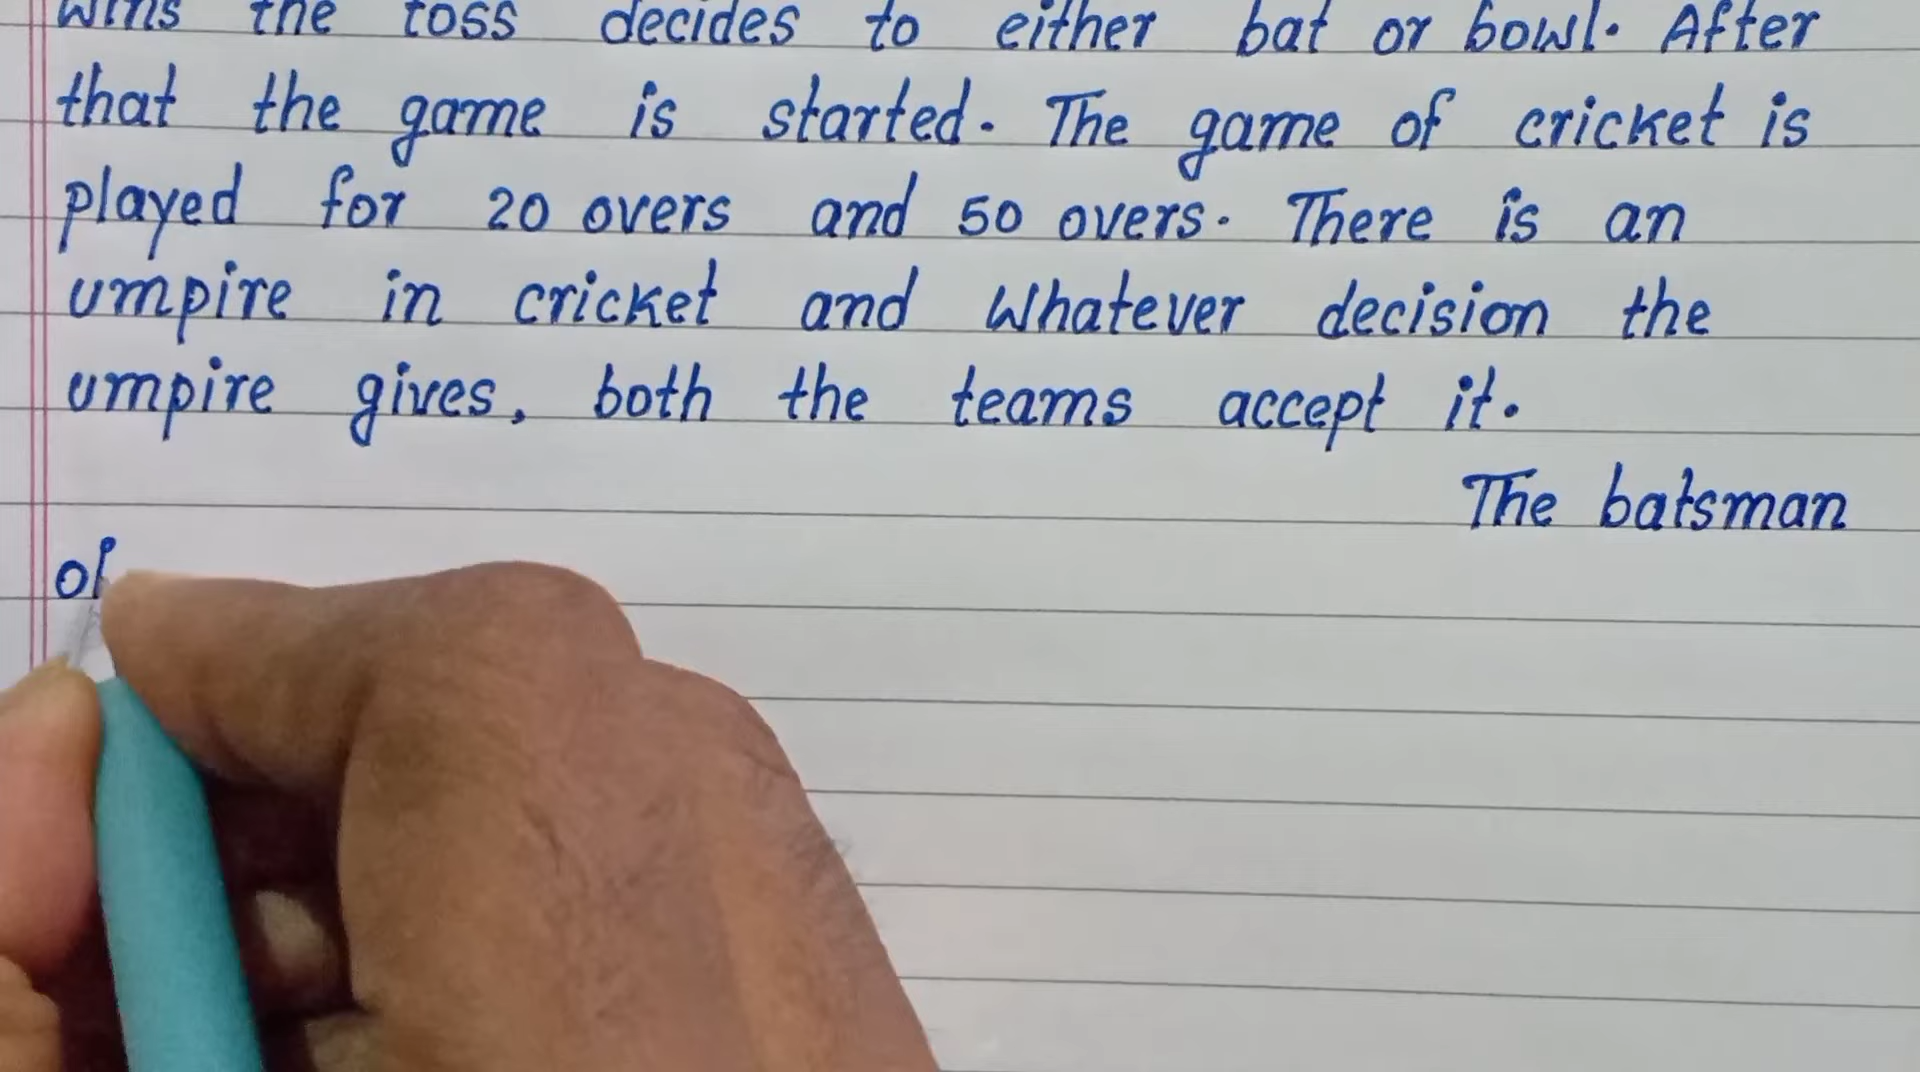 wins the toss decides to either bat or bowl. After
that the game is started. The game of cricket is
played for 20 overs and 50 overs. There is an
umpire in cricket and whatever decision the
umpire gives, both the teams accept it.
The batsman
of